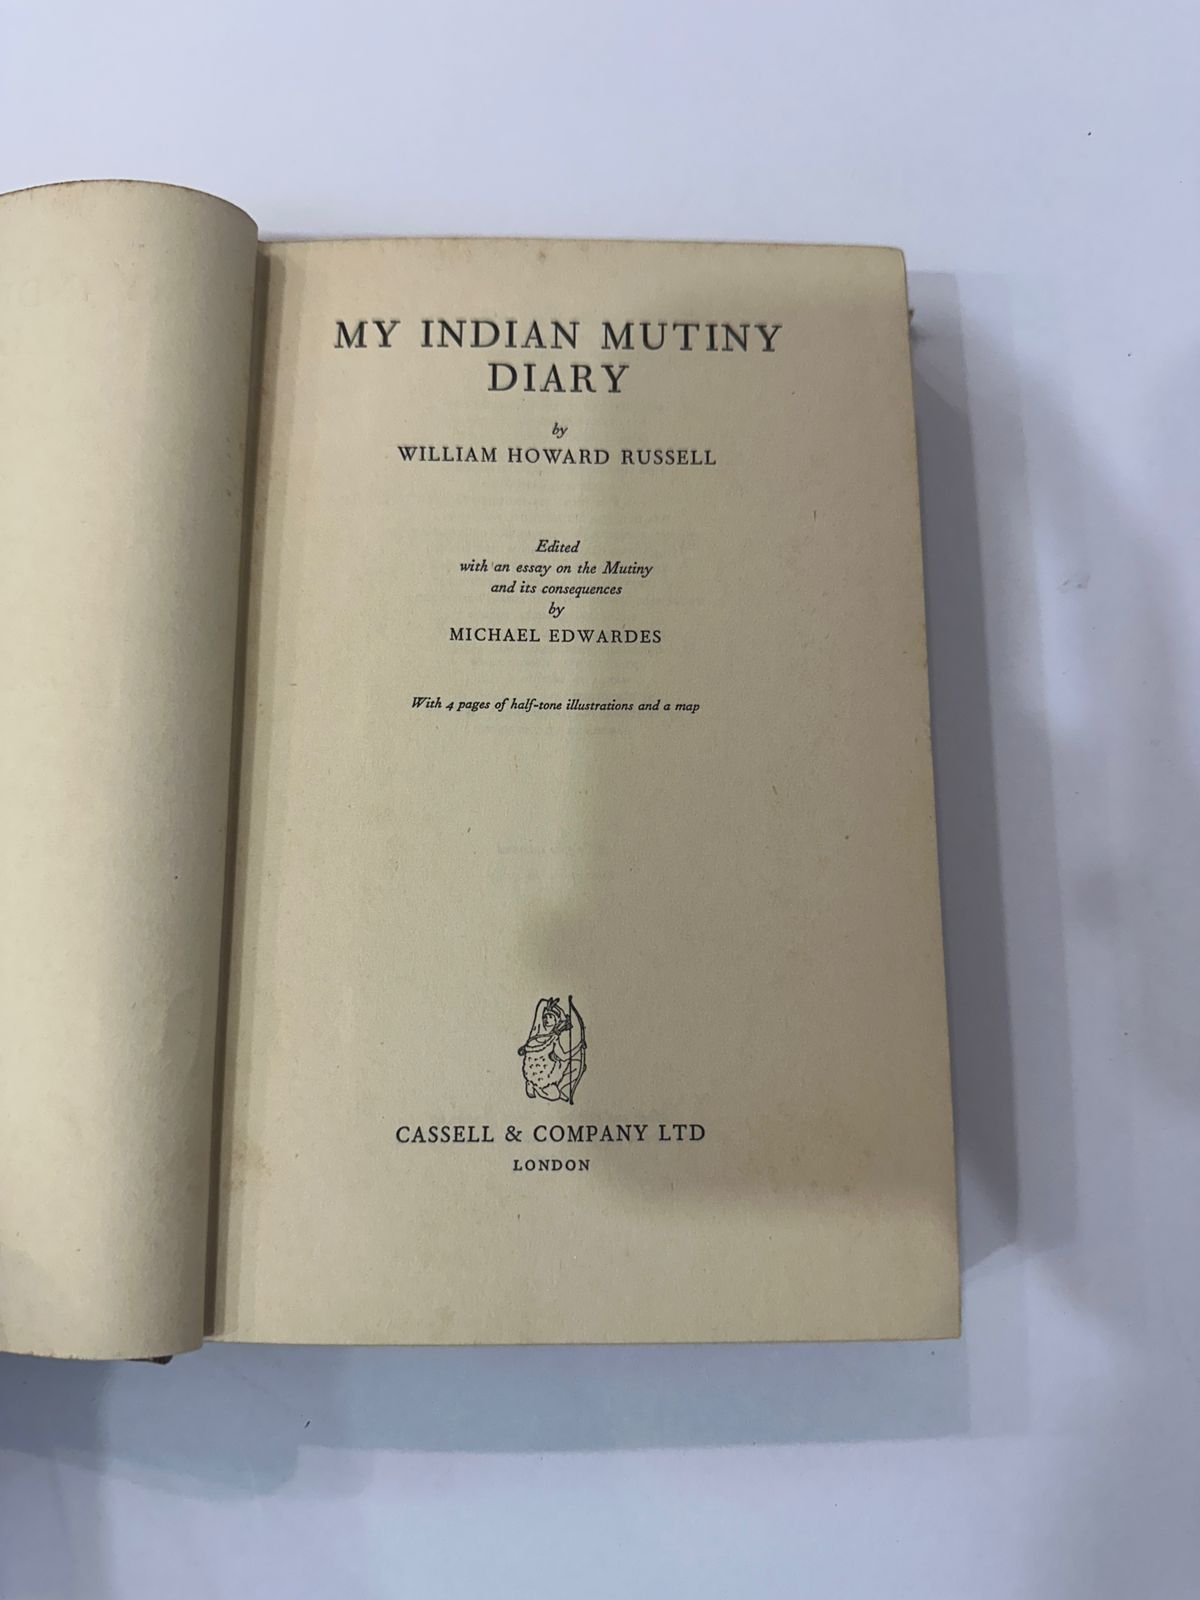 MY INDIAN MUTINY
DIARY
by
WILLIAM HOWARD RUSSELL
Edited
with an essay on the Mutiny
and its consequences
by
MICHAEL EDWARDES
With 4 pages of half-tone illustrations and a map
CASSELL & COMPANY LTD
LONDON